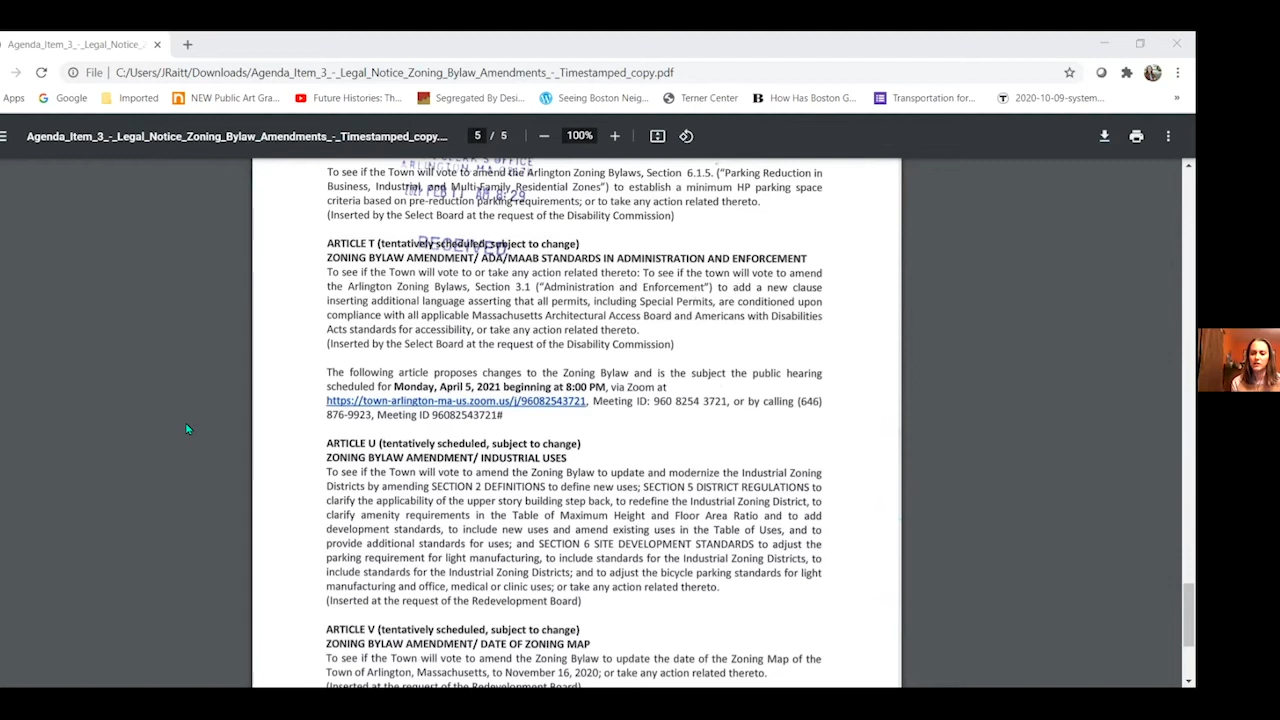 Agenda_Item_3_-_Legal_Notice_Z
File
C:/Users/JRaitt/Downloads/Agenda_Item_3_-_Legal_Notice_Zoning_Bylaw_Amendments_-_Timestamped_copy.pdf
Apps Google Imported NEW Public Art Gra... Future Histories: Th... Segregated By Desi... Seeing Boston Neig... Terner Center How Has Boston G... Transportation for... 2020-10-09-system... »
Agenda_Item_3_-_Legal_Notice_Zoning_Bylaw_Amendments_-_Timestamped_copy.... 5 / 5 100%
To see if the Town will vote to amend the Arlington Zoning Bylaws, Section 6.1.5. ("Parking Reduction in
Business, Industrial, and Multi-Family Residential Zones") to establish a minimum HP parking space
criteria based on pre-reduction parking requirements; or to take any action related thereto.
(Inserted by the Select Board at the request of the Disability Commission)
RECEIVED
ARTICLE T (tentatively scheduled, subject to change)
ZONING BYLAW AMENDMENT/ ADA/MAAB STANDARDS IN ADMINISTRATION AND ENFORCEMENT
To see if the Town will vote to or take any action related thereto: To see if the town will vote to amend
the Arlington Zoning Bylaws, Section 3.1 ("Administration and Enforcement") to add a new clause
inserting additional language asserting that all permits, including Special Permits, are conditioned upon
compliance with all applicable Massachusetts Architectural Access Board and Americans with Disabilities
Acts standards for accessibility, or take any action related thereto.
(Inserted by the Select Board at the request of the Disability Commission)
The following article proposes changes to the Zoning Bylaw and is the subject the public hearing
scheduled for Monday, April 5, 2021 beginning at 8:00 PM, via Zoom at
https://town-arlington-ma-us.zoom.us/j/96082543721, Meeting ID: 960 8254 3721, or by calling (646)
876-9923, Meeting ID 96082543721#
ARTICLE U (tentatively scheduled, subject to change)
ZONING BYLAW AMENDMENT/ INDUSTRIAL USES
To see if the Town will vote to amend the Zoning Bylaw to update and modernize the Industrial Zoning
Districts by amending SECTION 2 DEFINITIONS to define new uses; SECTION 5 DISTRICT REGULATIONS to
clarify the applicability of the upper story building step back, to redefine the Industrial Zoning District, to
clarify amenity requirements in the Table of Maximum Height and Floor Area Ratio and to add
development standards, to include new uses and amend existing uses in the Table of Uses, and to
provide additional standards for uses; and SECTION 6 SITE DEVELOPMENT STANDARDS to adjust the
parking requirement for light manufacturing, to include standards for the Industrial Zoning Districts, to
include standards for the Industrial Zoning Districts; and to adjust the bicycle parking standards for light
manufacturing and office, medical or clinic uses; or take any action related thereto.
(Inserted at the request of the Redevelopment Board)
ARTICLE V (tentatively scheduled, subject to change)
ZONING BYLAW AMENDMENT/ DATE OF ZONING MAP
To see if the Town will vote to amend the Zoning Bylaw to update the date of the Zoning Map of the
Town of Arlington, Massachusetts, to November 16, 2020; or take any action related thereto.
(Inserted at the request of the Redevelopment Board)